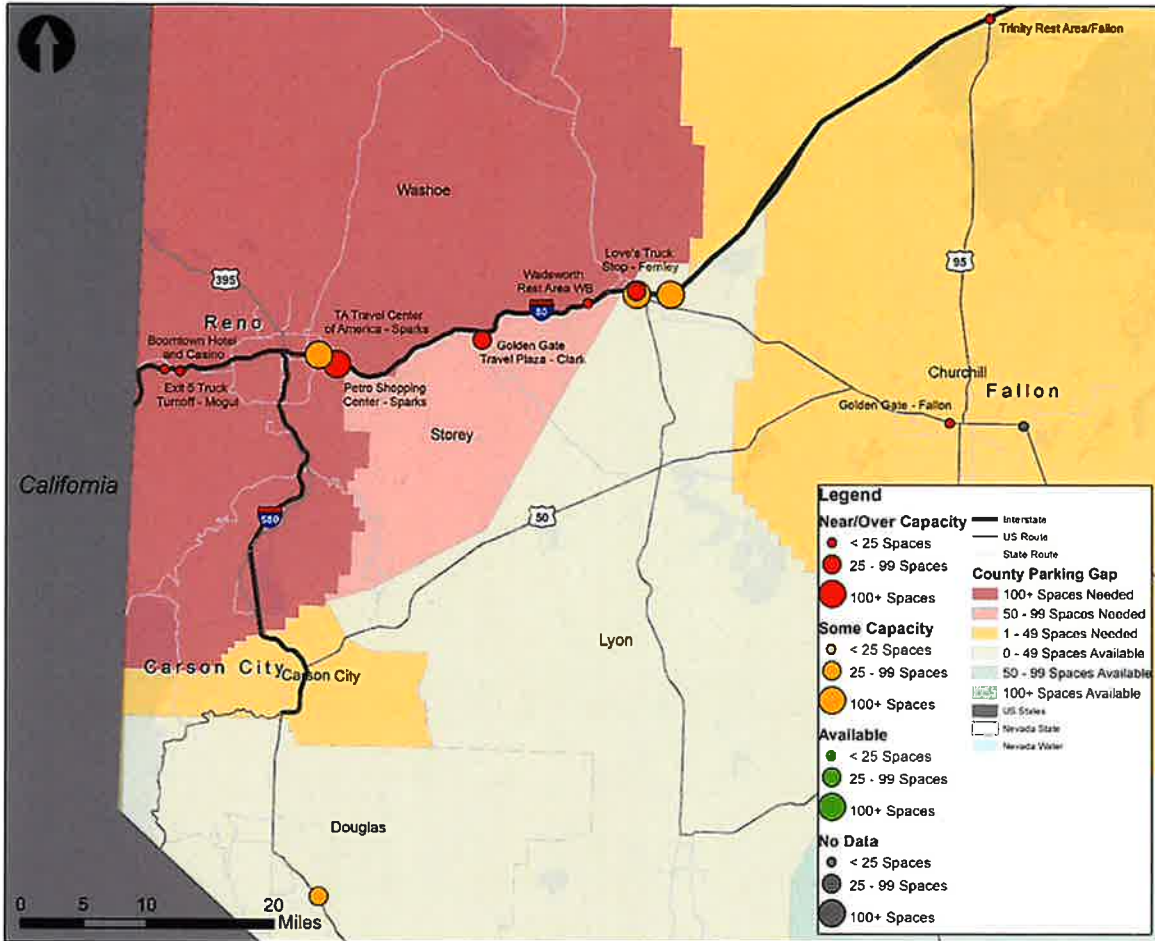 Trinity Rest Area/Fallon
Washoe
Love's Truck
Stop - Fernley
95
Wadsworth
Rest Area WB
395
80
Reno
TA Travel Center
of America - Sparks
Boomtown Hotel
and Casino
Golden Gate
Travel Plaza - Clark
Exit 5 Truck
Turnoff - Mogul
Petro Shopping
Center - Sparks
Churchill
Fallon
Golden Gate - Fallon
Storey
California
580
50
Lyon
Carson City
Carson City
Douglas
0 5 10 20
Miles
Legend
Near/Over Capacity
< 25 Spaces
25 - 99 Spaces
100+ Spaces
Some Capacity
< 25 Spaces
25 - 99 Spaces
100+ Spaces
Available
< 25 Spaces
25 - 99 Spaces
100+ Spaces
No Data
< 25 Spaces
25 - 99 Spaces
100+ Spaces
Interstate
US Route
State Route
County Parking Gap
100+ Spaces Needed
50 - 99 Spaces Needed
1 - 49 Spaces Needed
0 - 49 Spaces Available
50 - 99 Spaces Available
100+ Spaces Available
US States
Nevada State
Nevada Water